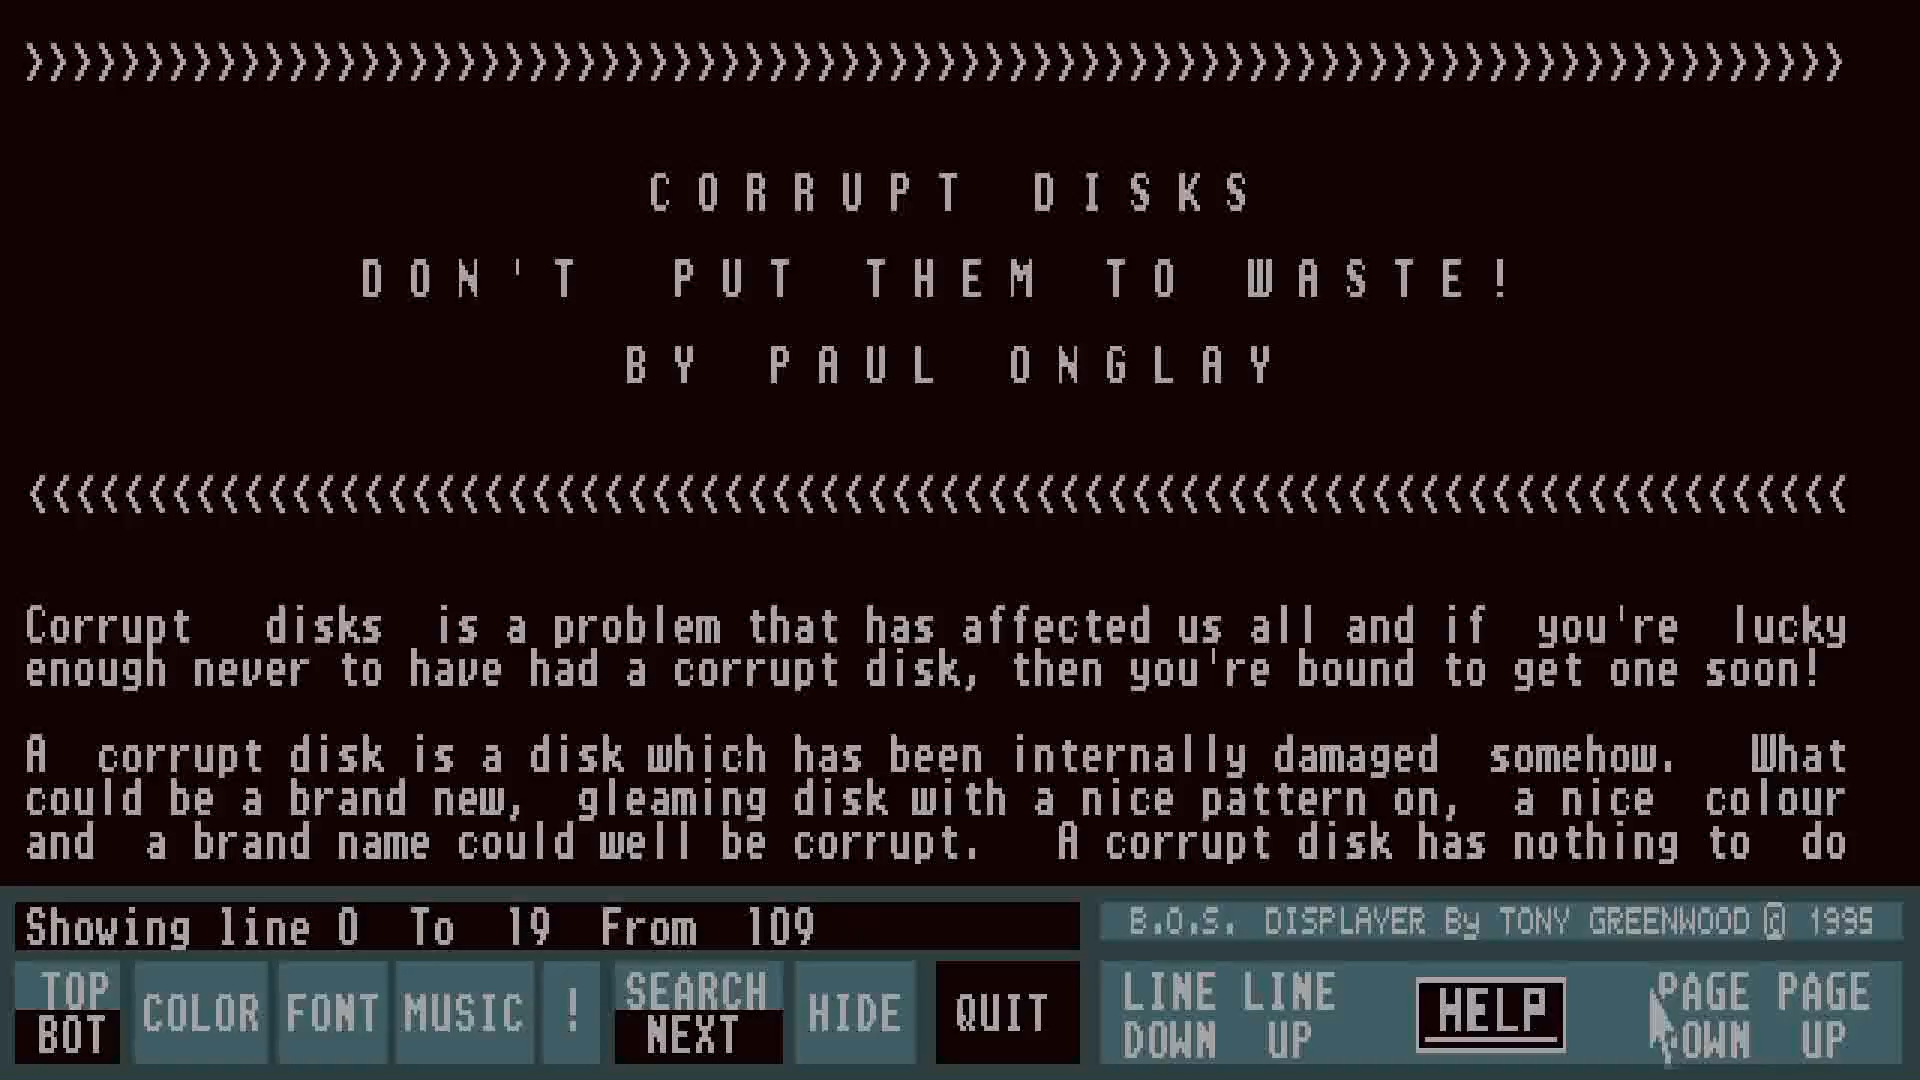 }}}}}}}}}}}}}}}}}}}}}}}}}}}}}}}}}}}}}}}}}}}}}}}}}}}}}}}}}}}}}}}}}}}}}}}}}}}}
C O R R U P T   D I S K S
D O N ' T   P U T   T H E M   T O   W A S T E !
B Y   P A U L   O N G L A Y
{{{{{{{{{{{{{{{{{{{{{{{{{{{{{{{{{{{{{{{{{{{{{{{{{{{{{{{{{{{{{{{{{{{{{{{{{{{{
Corrupt   disks  is a problem that has affected us all and if  you're  lucky
enough never to have had a corrupt disk, then you're bound to get one soon!
A  corrupt disk is a disk which has been internally damaged  somehow.   What
could be a brand new,  gleaming disk with a nice pattern on,  a nice  colour
and  a brand name could well be corrupt.   A corrupt disk has nothing to  do
Showing line 0  To  19  From  109
B.O.S. DISPLAYER By TONY GREENWOOD © 1995
TOP
BOT
COLOR
FONT
MUSIC
!
SEARCH
NEXT
HIDE
QUIT
LINE DOWN
LINE UP
HELP
PAGE DOWN
PAGE UP